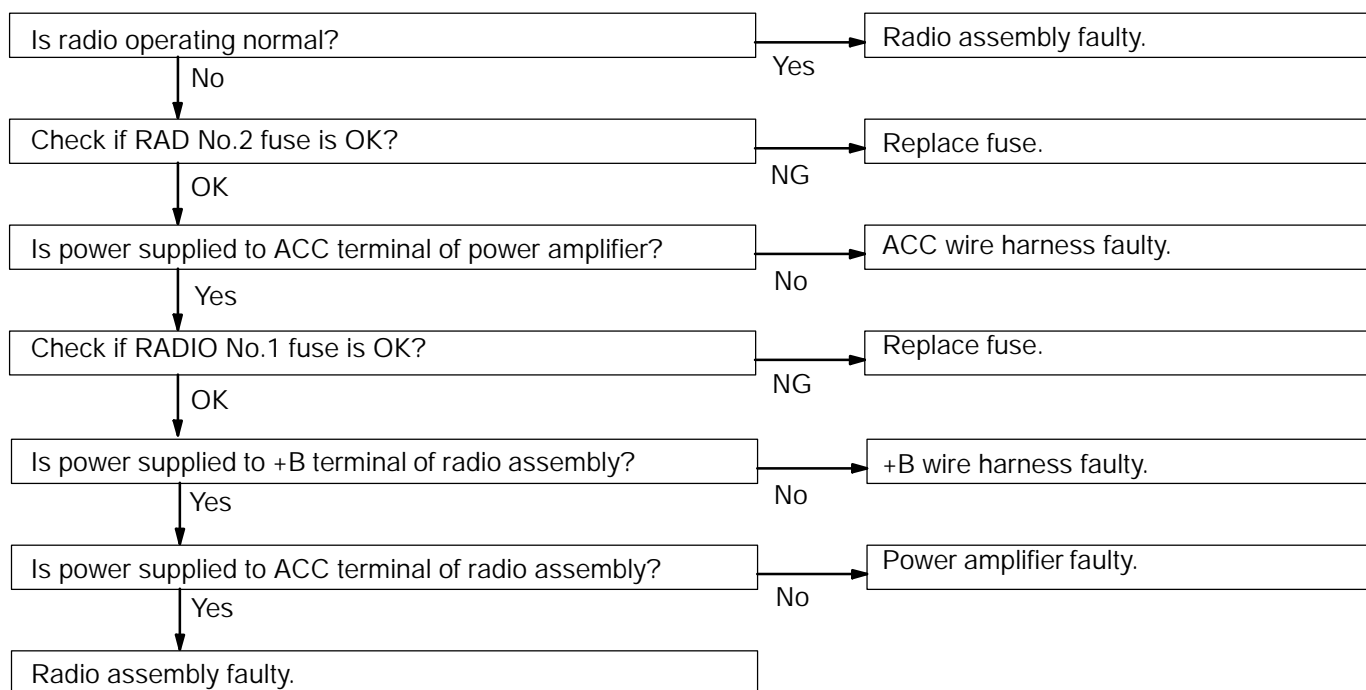 Is radio operating normal?
Yes
Radio assembly faulty.
No
Check if RAD No.2 fuse is OK?
NG
Replace fuse.
OK
Is power supplied to ACC terminal of power amplifier?
No
ACC wire harness faulty.
Yes
Check if RADIO No.1 fuse is OK?
NG
Replace fuse.
OK
Is power supplied to +B terminal of radio assembly?
No
+B wire harness faulty.
Yes
Is power supplied to ACC terminal of radio assembly?
No
Power amplifier faulty.
Yes
Radio assembly faulty.